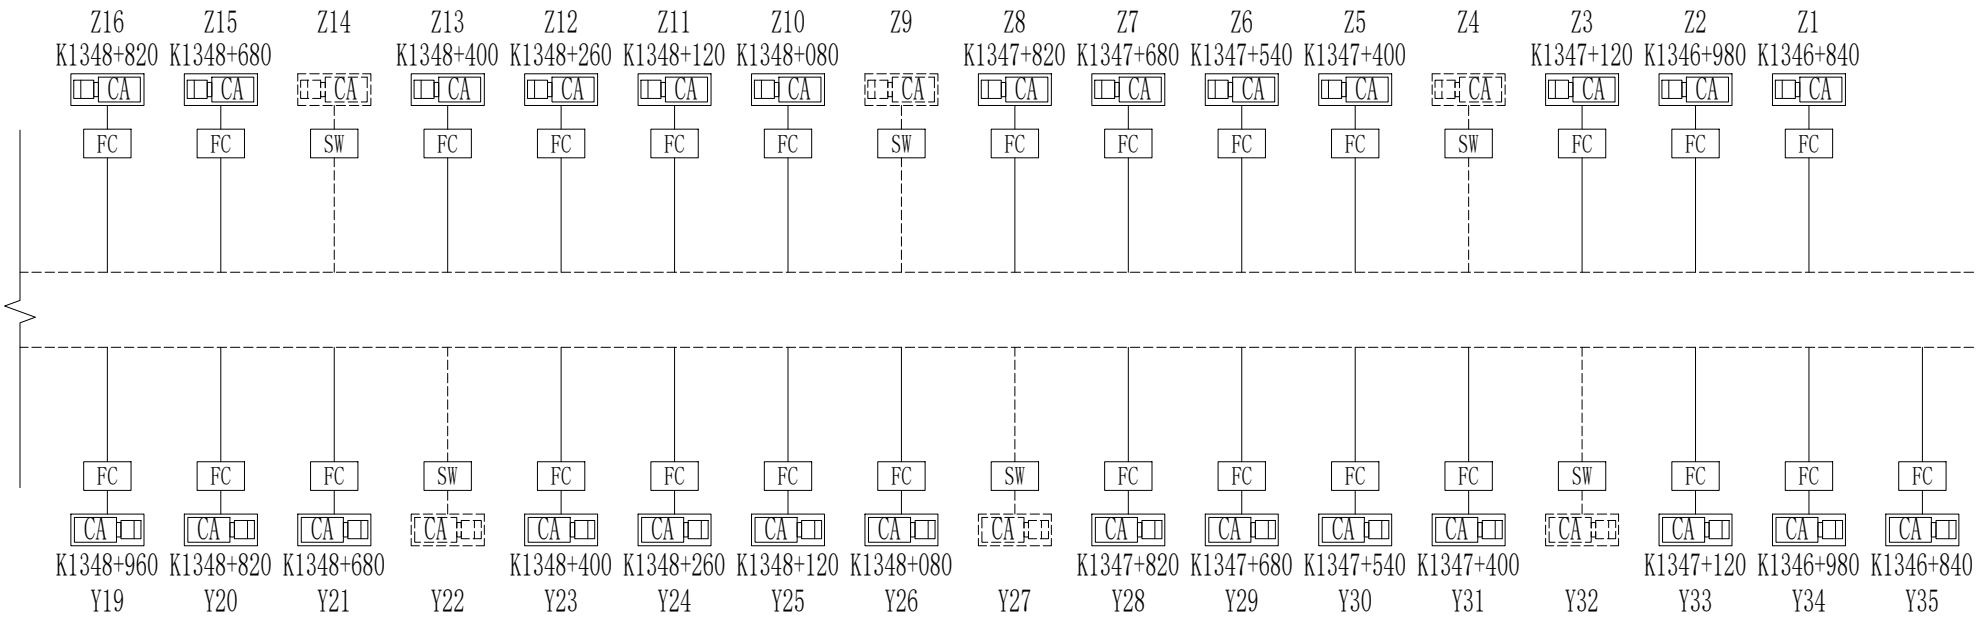 Z16 Z15 Z14 Z13 Z12 Z11 Z10 Z9 Z8 Z7 Z6 Z5 Z4 Z3 Z2 Z1
K1348+820 K1348+680 K1348+400 K1348+260 K1348+120 K1348+080 K1347+820 K1347+680 K1347+540 K1347+400 K1347+120 K1346+980 K1346+840
CA CA CA CA CA CA CA CA CA CA CA CA CA CA CA CA
FC FC SW FC FC FC FC SW FC FC FC FC SW FC FC FC
FC FC FC SW FC FC FC FC SW FC FC FC FC SW FC FC FC
CA CA CA CA CA CA CA CA CA CA CA CA CA CA CA CA CA
K1348+960 K1348+820 K1348+680 K1348+400 K1348+260 K1348+120 K1348+080 K1347+820 K1347+680 K1347+540 K1347+400 K1347+120 K1346+980 K1346+840
Y19 Y20 Y21 Y22 Y23 Y24 Y25 Y26 Y27 Y28 Y29 Y30 Y31 Y32 Y33 Y34 Y35